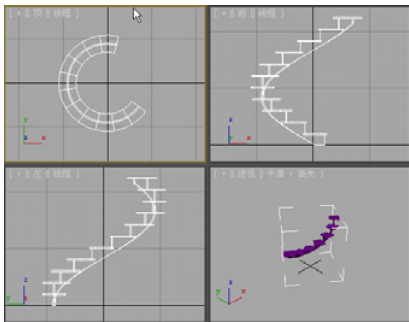 [ + ][ 顶 ][ 线框 ]
[ + ][ 前 ][ 线框 ]
[ + ][ 左 ][ 线框 ]
[ + ][ 透视 ][ 平滑 + 高光 ]
y
x
z
x
z
y
z
y
x